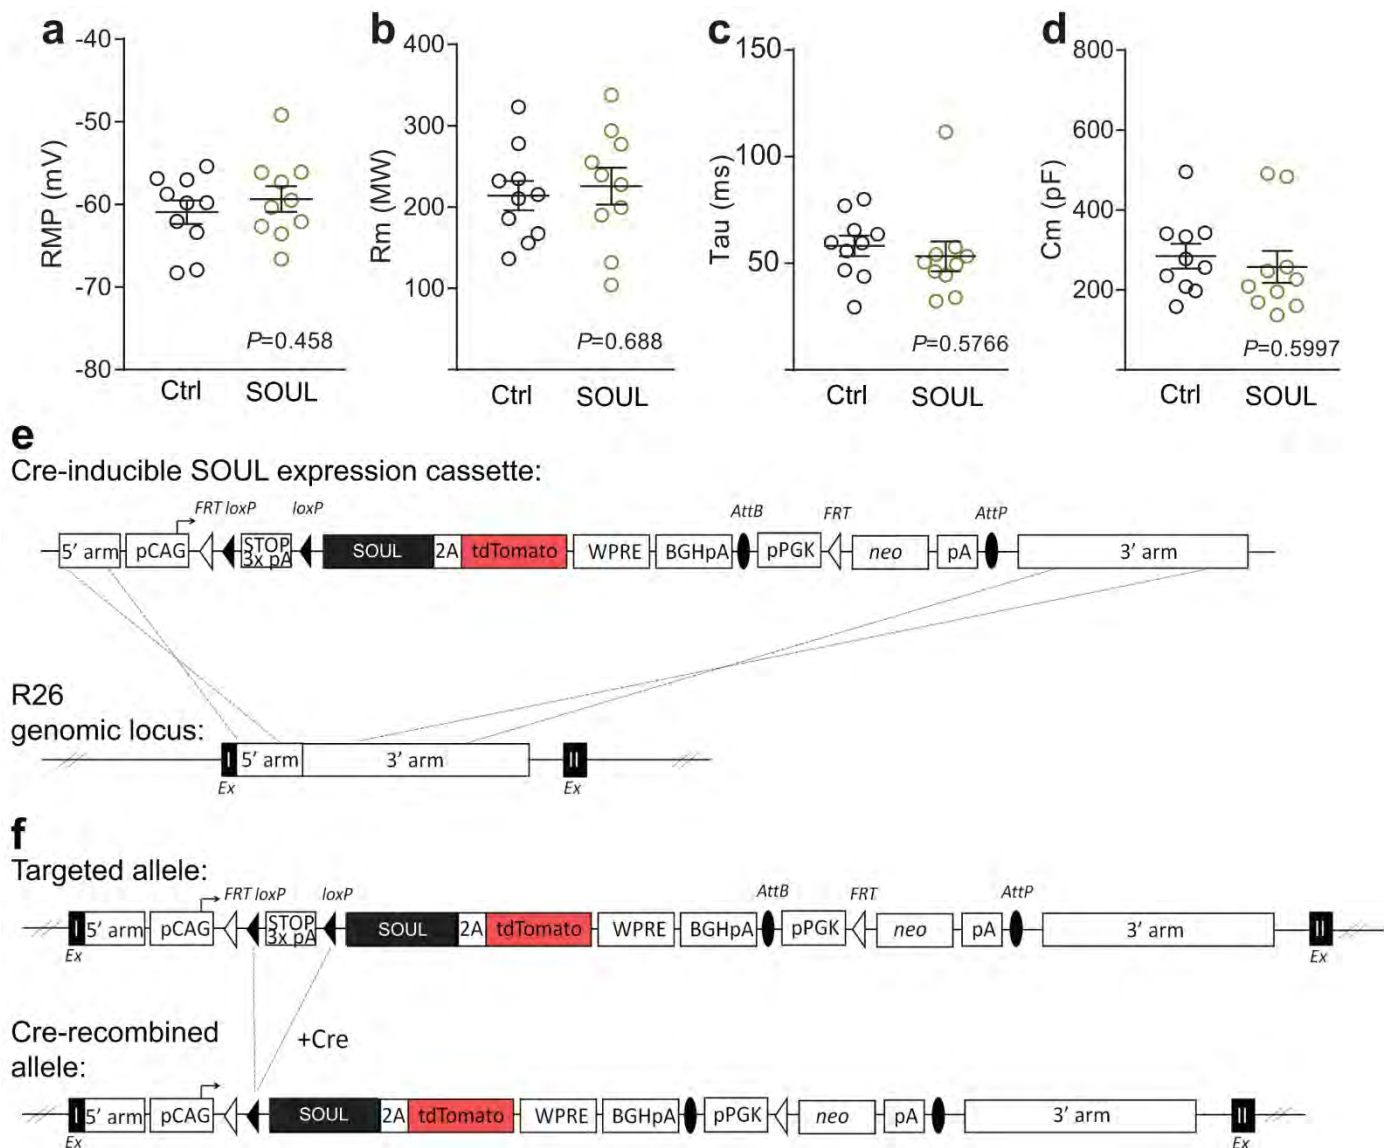 a
-40
-50
-60
-70
-80
RMP (mV)
P=0.458
Ctrl
SOUL
b
400
300
200
100
Rm (MW)
P=0.688
Ctrl
SOUL
c
150
100
50
Tau (ms)
P=0.5766
Ctrl
SOUL
d
800
600
400
200
Cm (pF)
P=0.5997
Ctrl
SOUL
e
Cre-inducible SOUL expression cassette:
FRT loxP loxP AttB FRT AttP
5' arm pCAG STOP 3x pA SOUL 2A tdTomato WPRE BGHpA pPGK neo pA 3' arm
R26
genomic locus:
I 5' arm 3' arm II
Ex Ex
f
Targeted allele:
FRT loxP loxP AttB FRT AttP
I 5' arm pCAG STOP 3x pA SOUL 2A tdTomato WPRE BGHpA pPGK neo pA 3' arm II
Ex Ex
+Cre
Cre-recombined
allele:
I 5' arm pCAG SOUL 2A tdTomato WPRE BGHpA pPGK neo pA 3' arm II
Ex Ex